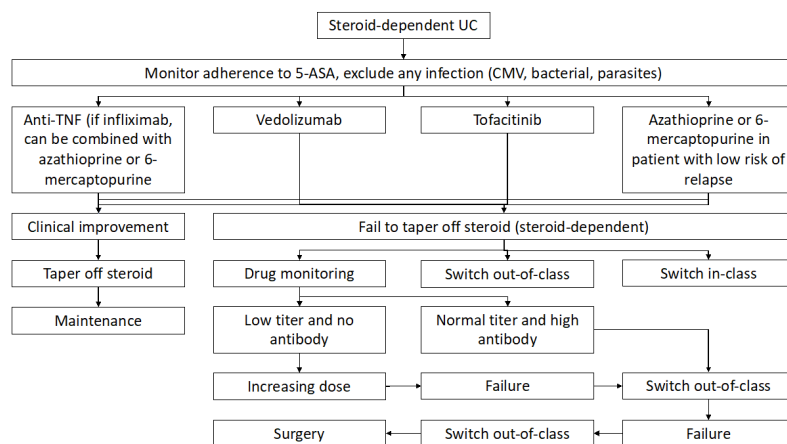 Steroid-dependent UC
Monitor adherence to 5-ASA, exclude any infection (CMV, bacterial, parasites)
Anti-TNF (if infliximab,
can be combined with
azathioprine or 6-
mercaptopurine
Vedolizumab
Tofacitinib
Azathioprine or 6-
mercaptopurine in
patient with low risk of
relapse
Clinical improvement
Fail to taper off steroid (steroid-dependent)
Taper off steroid
Drug monitoring
Switch out-of-class
Switch in-class
Maintenance
Low titer and no
antibody
Normal titer and high
antibody
Increasing dose
Failure
Switch out-of-class
Surgery
Switch out-of-class
Failure